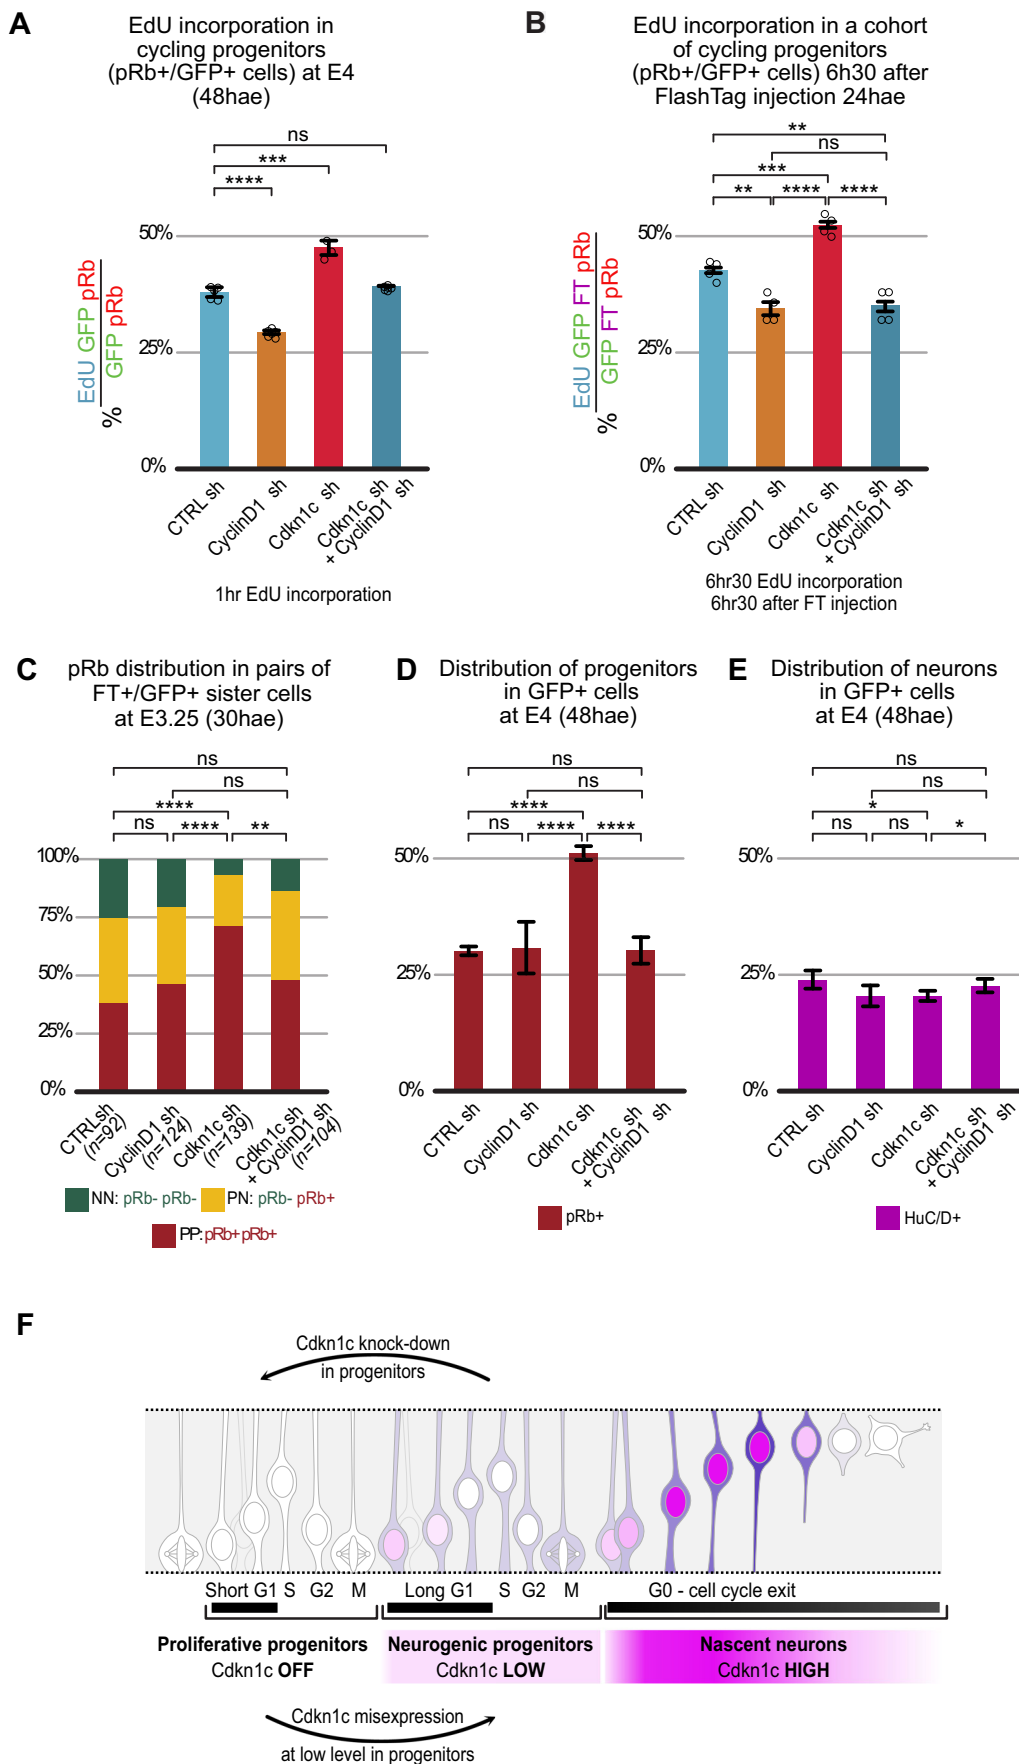 A
EdU incorporation in
cycling progenitors
(pRb+/GFP+ cells) at E4
(48hae)
ns
***
****
50%
25%
0%
EdU GFP pRb
GFP pRb
%
CTRL sh
CyclinD1 sh
Cdkn1c sh
Cdkn1c sh
+ CyclinD1 sh
1hr EdU incorporation
B
EdU incorporation in a cohort
of cycling progenitors
(pRb+/GFP+ cells) 6h30 after
FlashTag injection 24hae
**
ns
***
** **** ****
50%
25%
0%
EdU GFP FT pRb
GFP FT pRb
%
CTRL sh
CyclinD1 sh
Cdkn1c sh
Cdkn1c sh
+ CyclinD1 sh
6hr30 EdU incorporation
6hr30 after FT injection
C
pRb distribution in pairs of
FT+/GFP+ sister cells
at E3.25 (30hae)
ns
ns
****
ns **** **
100%
75%
50%
25%
0%
CTRLsh
(n=92)
CyclinD1 sh
(n=124)
Cdkn1c sh
(n=139)
Cdkn1c sh
+ CyclinD1 sh
(n=104)
NN: pRb- pRb- PN: pRb- pRb+
PP: pRb+ pRb+
D
Distribution of progenitors
in GFP+ cells
at E4 (48hae)
ns
ns
****
ns **** ****
50%
25%
0%
CTRL sh
CyclinD1 sh
Cdkn1c sh
Cdkn1c sh
+ CyclinD1 sh
pRb+
E
Distribution of neurons
in GFP+ cells
at E4 (48hae)
ns
ns
*
ns ns *
50%
25%
0%
CTRL sh
CyclinD1 sh
Cdkn1c sh
Cdkn1c sh
+ CyclinD1 sh
HuC/D+
F
Cdkn1c knock-down
in progenitors
Short G1 S G2 M Long G1 S G2 M G0 - cell cycle exit
Proliferative progenitors Neurogenic progenitors Nascent neurons
Cdkn1c OFF Cdkn1c LOW Cdkn1c HIGH
Cdkn1c misexpression
at low level in progenitors